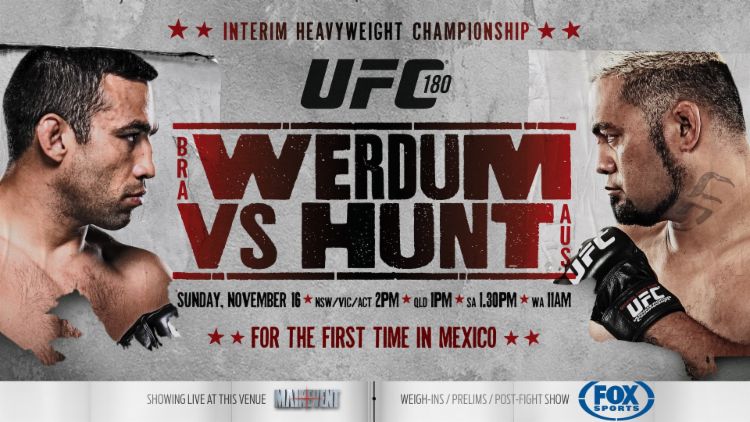 ★ ★ INTERIM HEAVYWEIGHT CHAMPIONSHIP ★ ★
UFC 180
BRA
WERDUM
VS HUNT
AUS
UFC
UFC
SUNDAY, NOVEMBER 16 ★ NSW/VIC/ACT 2PM ★ QLD 1PM ★ SA 1.30PM ★ WA 11AM
★ ★ FOR THE FIRST TIME IN MEXICO ★ ★
SHOWING LIVE AT THIS VENUE MAIN EVENT
WEIGH-INS / PRELIMS / POST-FIGHT SHOW FOX SPORTS